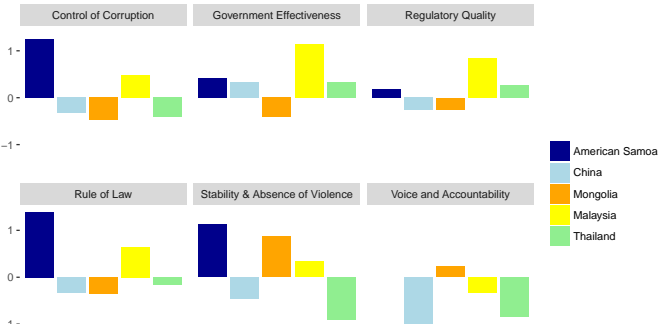 Control of Corruption
Government Effectiveness
Regulatory Quality
1
0
−1
Rule of Law
Stability & Absence of Violence
Voice and Accountability
1
0
−1
American Samoa
China
Mongolia
Malaysia
Thailand